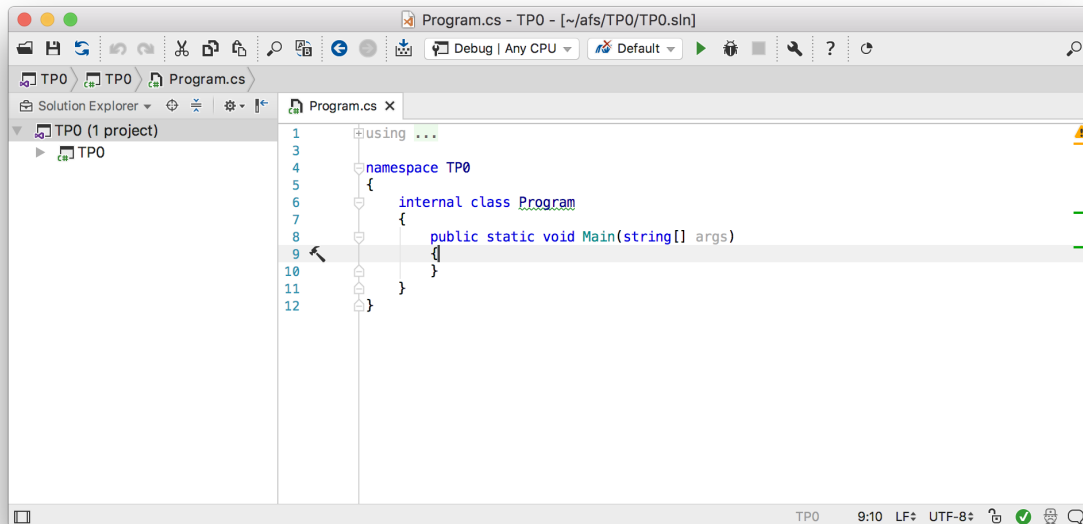 Program.cs - TP0 - [~/afs/TP0/TP0.sln]
Debug | Any CPU Default ?
TP0 TP0 Program.cs
Solution Explorer Program.cs
TP0 (1 project)
TP0
1 using ...
3
4 namespace TP0
5 {
6 internal class Program
7 {
8 public static void Main(string[] args)
9 {
10 }
11 }
12 }
TP0 9:10 LF UTF-8